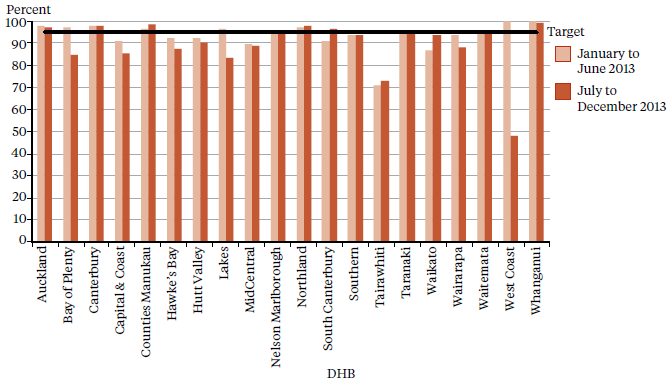 Percent
100
90
80
70
60
50
40
30
20
10
0
Target
January to
June 2013
July to
December 2013
Auckland
Bay of Plenty
Canterbury
Capital & Coast
Counties Manukau
Hawke's Bay
Hutt Valley
Lakes
MidCentral
Nelson Marlborough
Northland
South Canterbury
Southern
Tairawhiti
Taranaki
Waikato
Wairarapa
Waitemata
West Coast
Whanganui
DHB